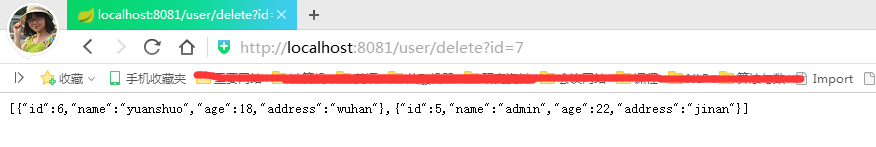 localhost:8081/user/delete?id=
http://localhost:8081/user/delete?id=7
收藏 手机收藏夹 Import
[{"id":6,"name":"yuanshuo","age":18,"address":"wuhan"},{"id":5,"name":"admin","age":22,"address":"jinan"}]